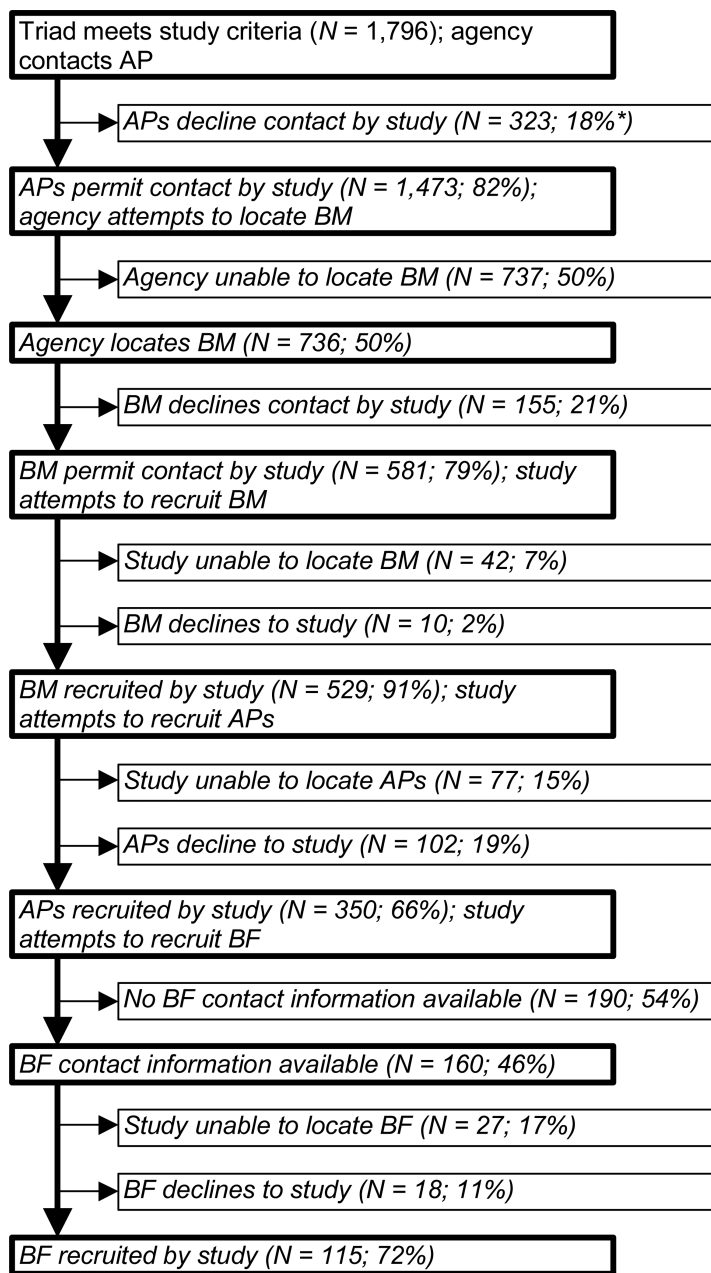 Triad meets study criteria (N = 1,796); agency
contacts AP
APs decline contact by study (N = 323; 18%*)
APs permit contact by study (N = 1,473; 82%);
agency attempts to locate BM
Agency unable to locate BM (N = 737; 50%)
Agency locates BM (N = 736; 50%)
BM declines contact by study (N = 155; 21%)
BM permit contact by study (N = 581; 79%); study
attempts to recruit BM
Study unable to locate BM (N = 42; 7%)
BM declines to study (N = 10; 2%)
BM recruited by study (N = 529; 91%); study
attempts to recruit APs
Study unable to locate APs (N = 77; 15%)
APs decline to study (N = 102; 19%)
APs recruited by study (N = 350; 66%); study
attempts to recruit BF
No BF contact information available (N = 190; 54%)
BF contact information available (N = 160; 46%)
Study unable to locate BF (N = 27; 17%)
BF declines to study (N = 18; 11%)
BF recruited by study (N = 115; 72%)